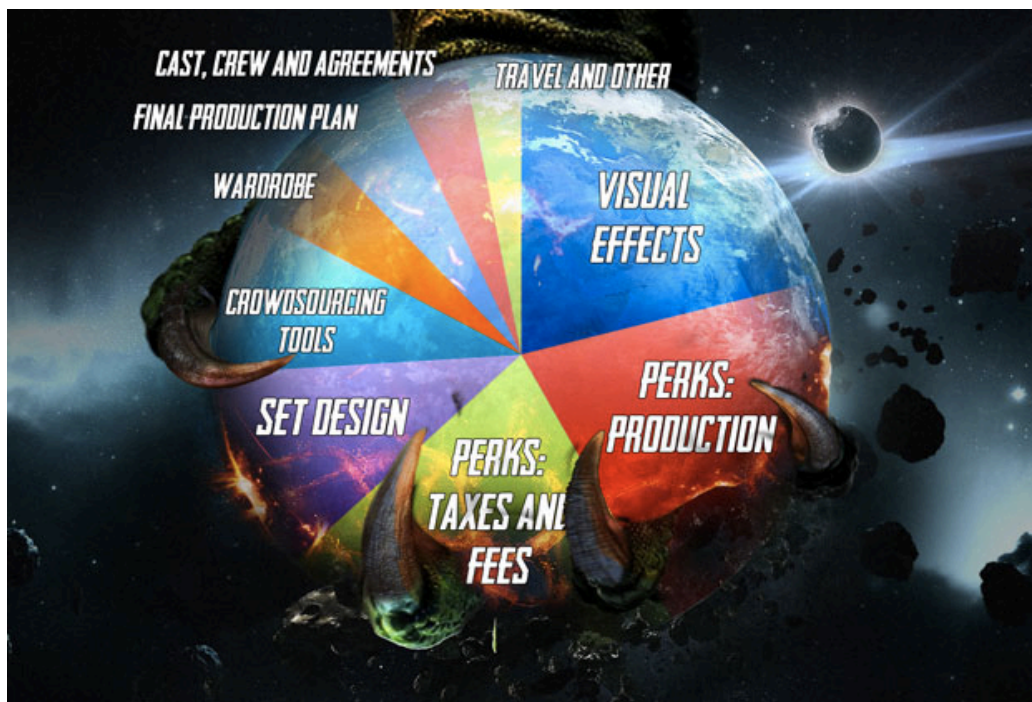 CAST, CREW AND AGREEMENTS
TRAVEL AND OTHER
FINAL PRODUCTION PLAN
WARDROBE
VISUAL
EFFECTS
CROWDSOURCING
TOOLS
PERKS:
PRODUCTION
SET DESIGN
PERKS:
TAXES AND
FEES